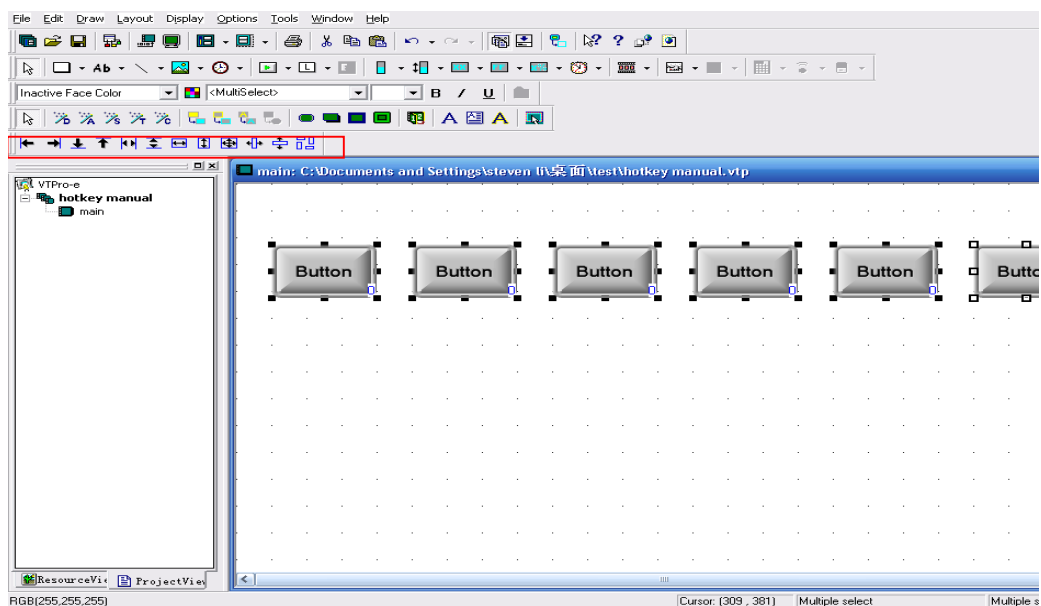 File Edit Draw Layout Display Options Tools Window Help
Ab
Inactive Face Color <MultiSelect> B / U
A A
VTPro-e
hotkey manual
main
main: C:\Documents and Settings\steven li\桌面\test\hotkey manual.vtp
Button Button Button Button Button Butto
ResourceVi ProjectView
RGB(255,255,255) Cursor: (309 , 381) Multiple select Multiple s